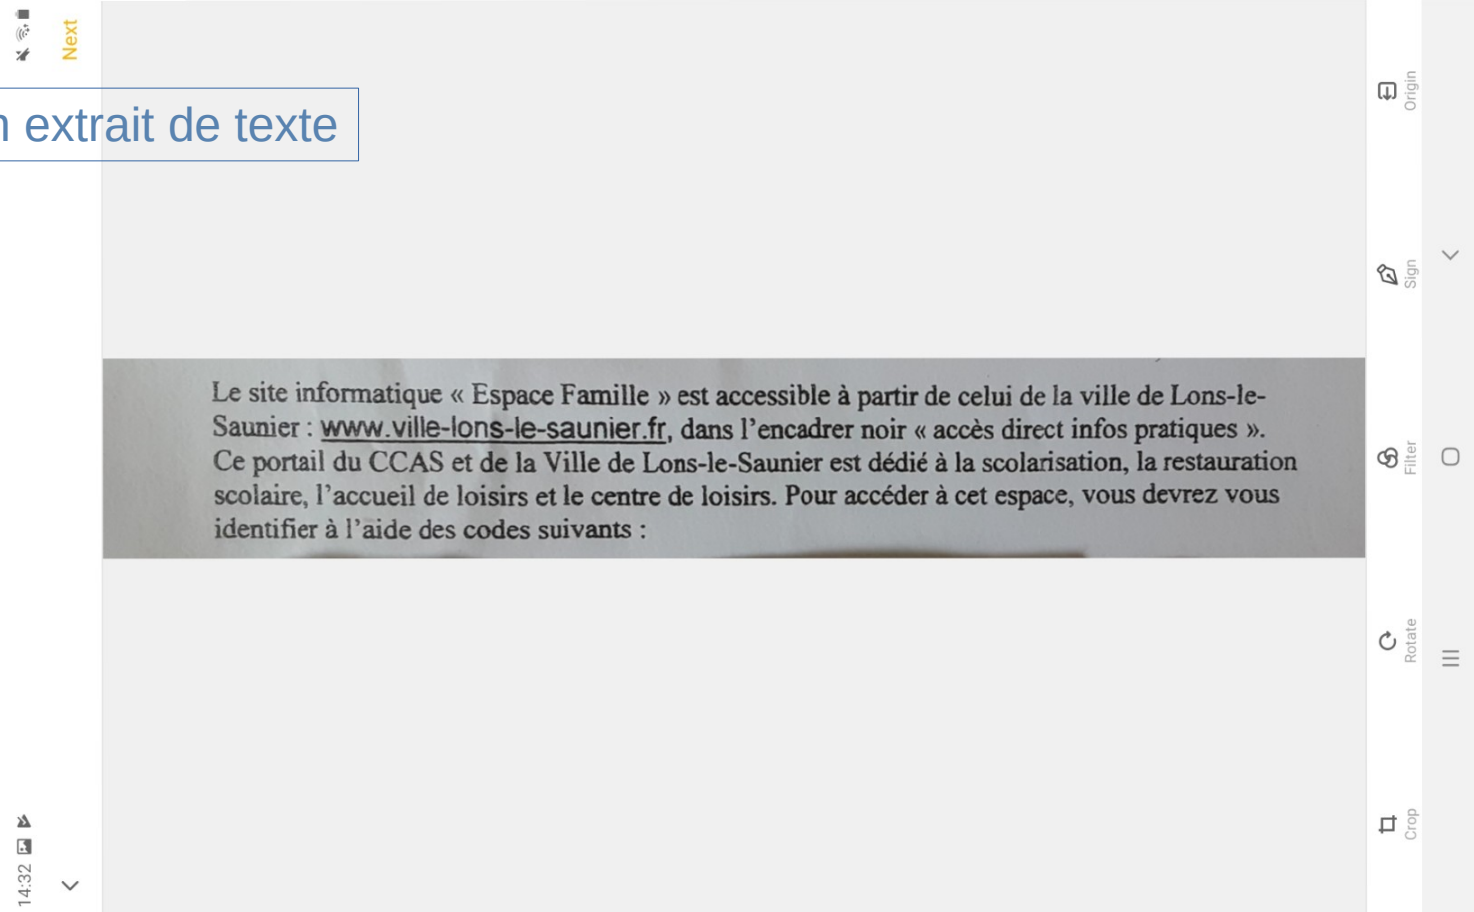 extrait de texte
Next
14:32
Le site informatique « Espace Famille » est accessible à partir de celui de la ville de Lons-le-
Saunier : www.ville-lons-le-saunier.fr, dans l’encadrer noir « accès direct infos pratiques ».
Ce portail du CCAS et de la Ville de Lons-le-Saunier est dédié à la scolarisation, la restauration
scolaire, l’accueil de loisirs et le centre de loisirs. Pour accéder à cet espace, vous devrez vous
identifier à l’aide des codes suivants :
Origin
Sign
Filter
Rotate
Crop